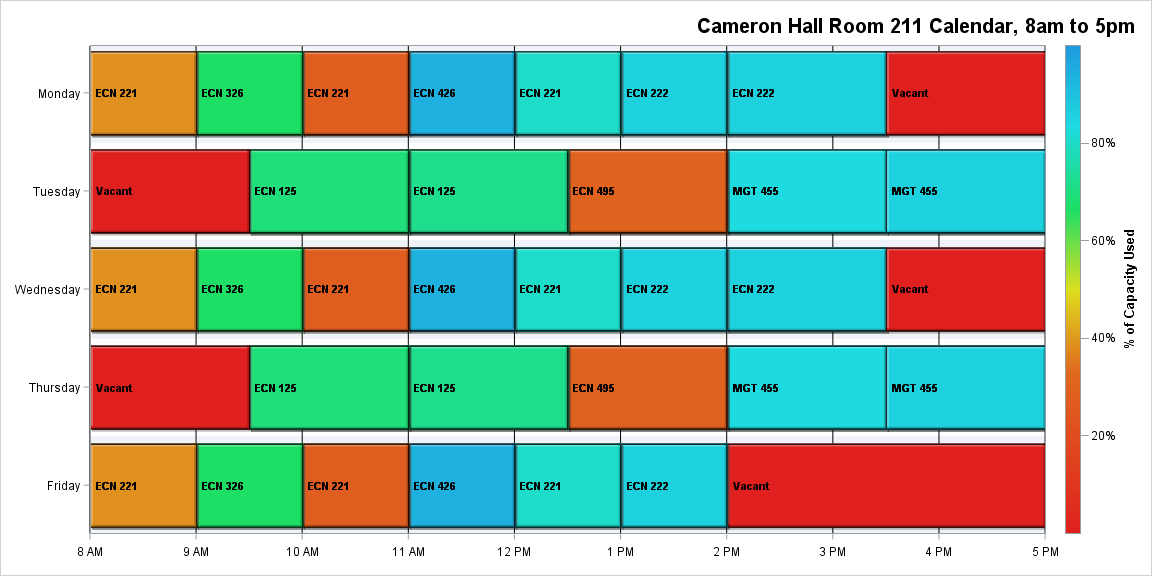 Cameron Hall Room 211 Calendar, 8am to 5pm
Monday ECN 221 ECN 326 ECN 221 ECN 426 ECN 221 ECN 222 ECN 222 Vacant
80%
Tuesday Vacant ECN 125 ECN 125 ECN 495 MGT 455 MGT 455
60%
Wednesday ECN 221 ECN 326 ECN 221 ECN 426 ECN 221 ECN 222 ECN 222 Vacant
% of Capacity Used
40%
Thursday Vacant ECN 125 ECN 125 ECN 495 MGT 455 MGT 455
20%
Friday ECN 221 ECN 326 ECN 221 ECN 426 ECN 221 ECN 222 Vacant
8 AM 9 AM 10 AM 11 AM 12 PM 1 PM 2 PM 3 PM 4 PM 5 PM